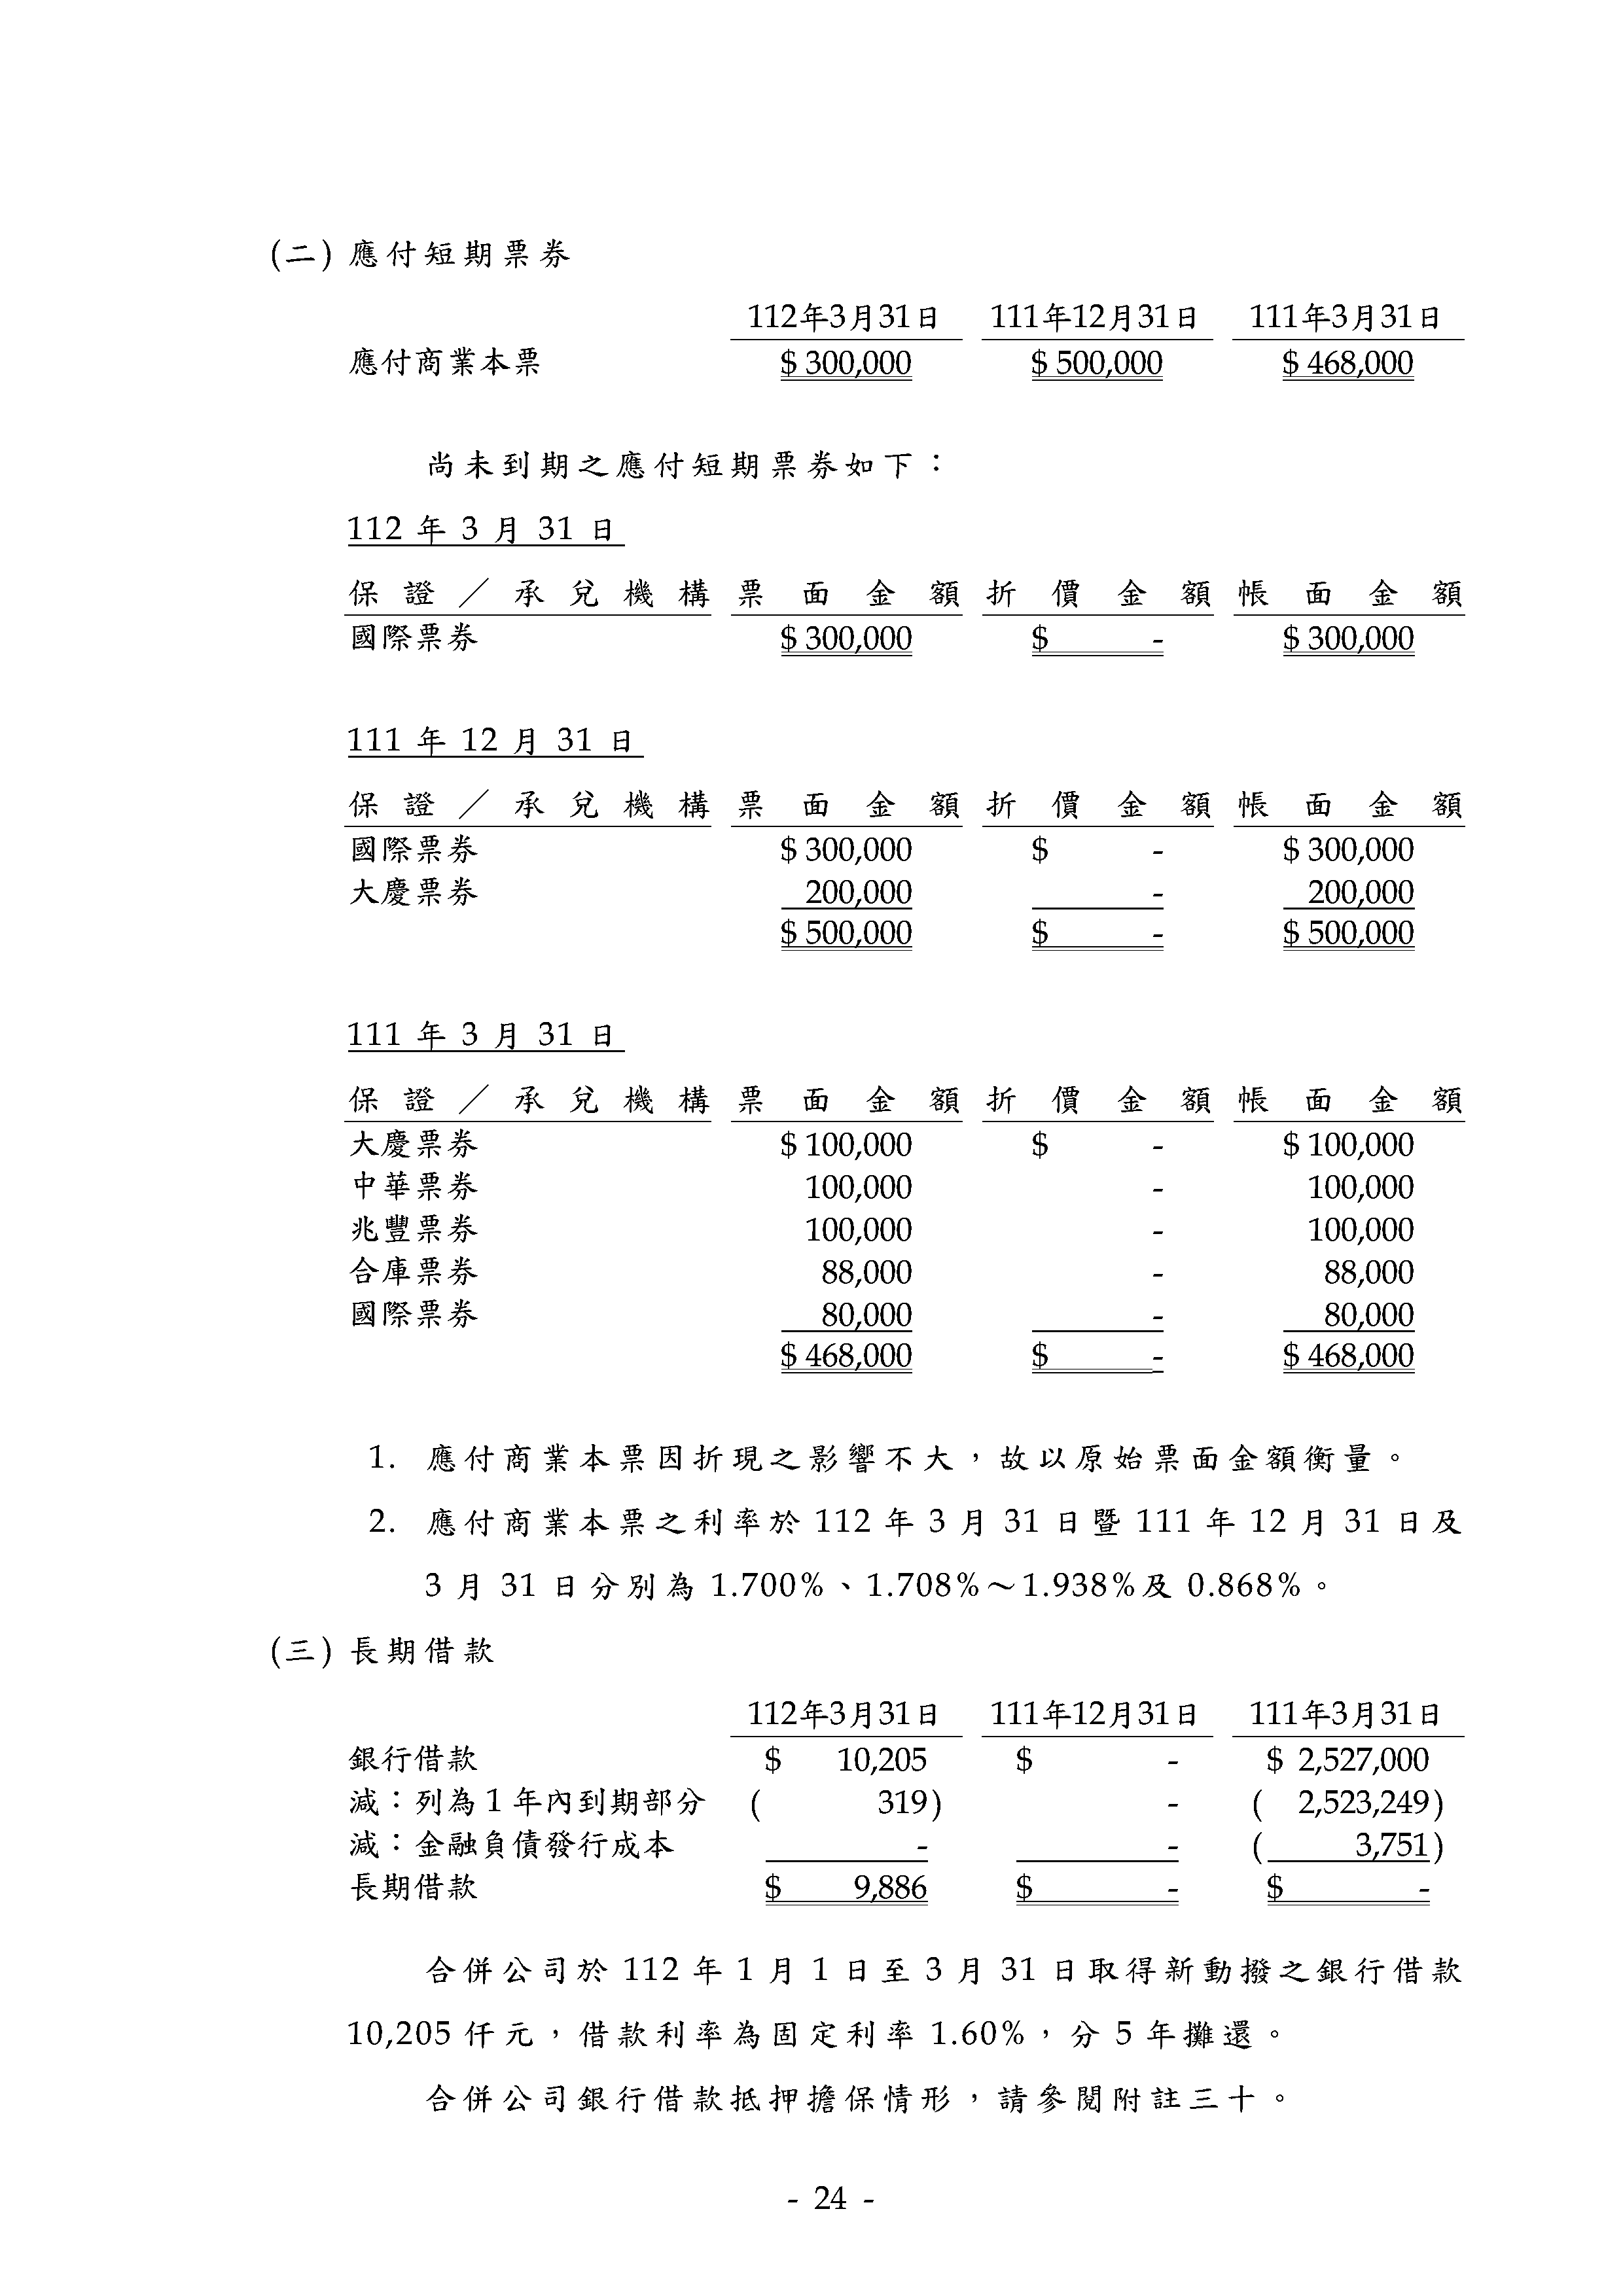 (二) 應付短期票券
112年3月31日 111年12月31日 111年3月31日
應付商業本票 $ 300,000 $ 500,000 $ 468,000
尚未到期之應付短期票券如下：
112 年 3 月 31 日
保證／承兌機構 票面金額 折價金額 帳面金額
國際票券 $ 300,000 $ - $ 300,000
111 年 12 月 31 日
保證／承兌機構 票面金額 折價金額 帳面金額
國際票券 $ 300,000 $ - $ 300,000
大慶票券 200,000 - 200,000
$ 500,000 $ - $ 500,000
111 年 3 月 31 日
保證／承兌機構 票面金額 折價金額 帳面金額
大慶票券 $ 100,000 $ - $ 100,000
中華票券 100,000 - 100,000
兆豐票券 100,000 - 100,000
合庫票券 88,000 - 88,000
國際票券 80,000 - 80,000
$ 468,000 $ - $ 468,000
1. 應付商業本票因折現之影響不大，故以原始票面金額衡量。
2. 應付商業本票之利率於 112 年 3 月 31 日暨 111 年 12 月 31 日及
3 月 31 日分別為 1.700%、1.708%～1.938%及 0.868%。
(三) 長期借款
112年3月31日 111年12月31日 111年3月31日
銀行借款 $ 10,205 $ - $ 2,527,000
減：列為 1 年內到期部分 ( 319) - ( 2,523,249)
減：金融負債發行成本 - - ( 3,751)
長期借款 $ 9,886 $ - $ -
合併公司於 112 年 1 月 1 日至 3 月 31 日取得新動撥之銀行借款
10,205 仟元，借款利率為固定利率 1.60%，分 5 年攤還。
合併公司銀行借款抵押擔保情形，請參閱附註三十。
- 24 -